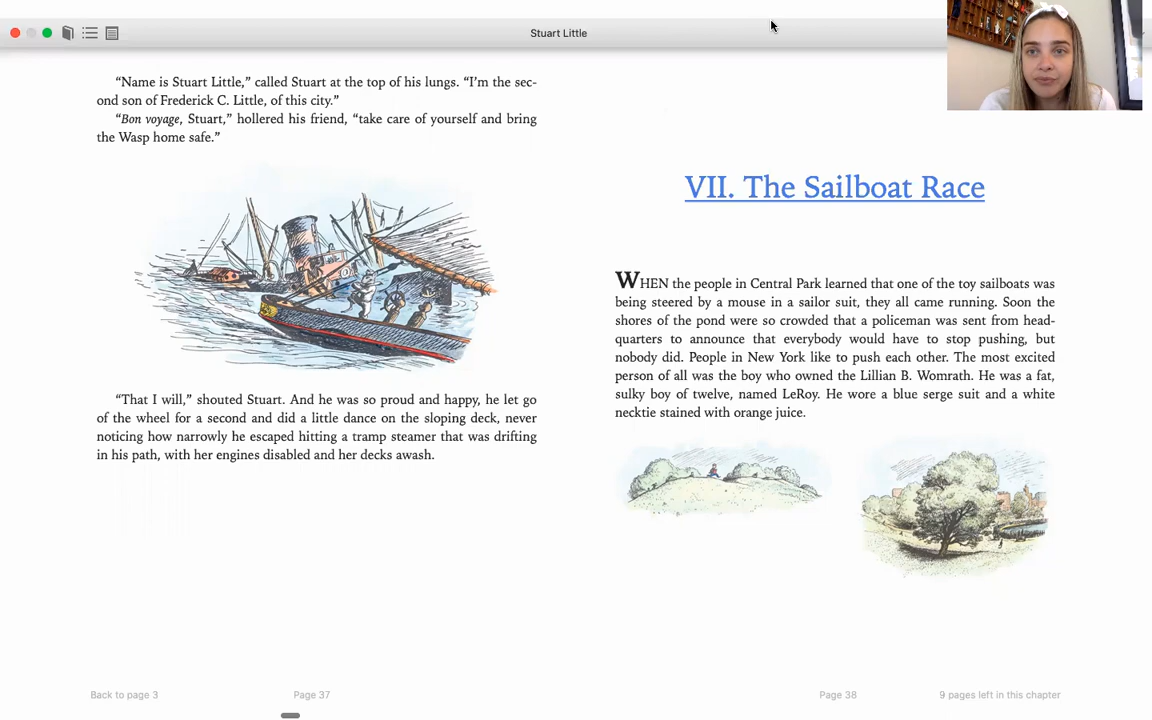 Stuart Little
“Name is Stuart Little,” called Stuart at the top of his lungs. “I’m the sec-
ond son of Frederick C. Little, of this city.”
“Bon voyage, Stuart,” hollered his friend, “take care of yourself and bring
the Wasp home safe.”
“That I will,” shouted Stuart. And he was so proud and happy, he let go
of the wheel for a second and did a little dance on the sloping deck, never
noticing how narrowly he escaped hitting a tramp steamer that was drifting
in his path, with her engines disabled and her decks awash.
Back to page 3
Page 37
VII. The Sailboat Race
WHEN the people in Central Park learned that one of the toy sailboats was
being steered by a mouse in a sailor suit, they all came running. Soon the
shores of the pond were so crowded that a policeman was sent from head-
quarters to announce that everybody would have to stop pushing, but
nobody did. People in New York like to push each other. The most excited
person of all was the boy who owned the Lillian B. Womrath. He was a fat,
sulky boy of twelve, named LeRoy. He wore a blue serge suit and a white
necktie stained with orange juice.
Page 38
9 pages left in this chapter